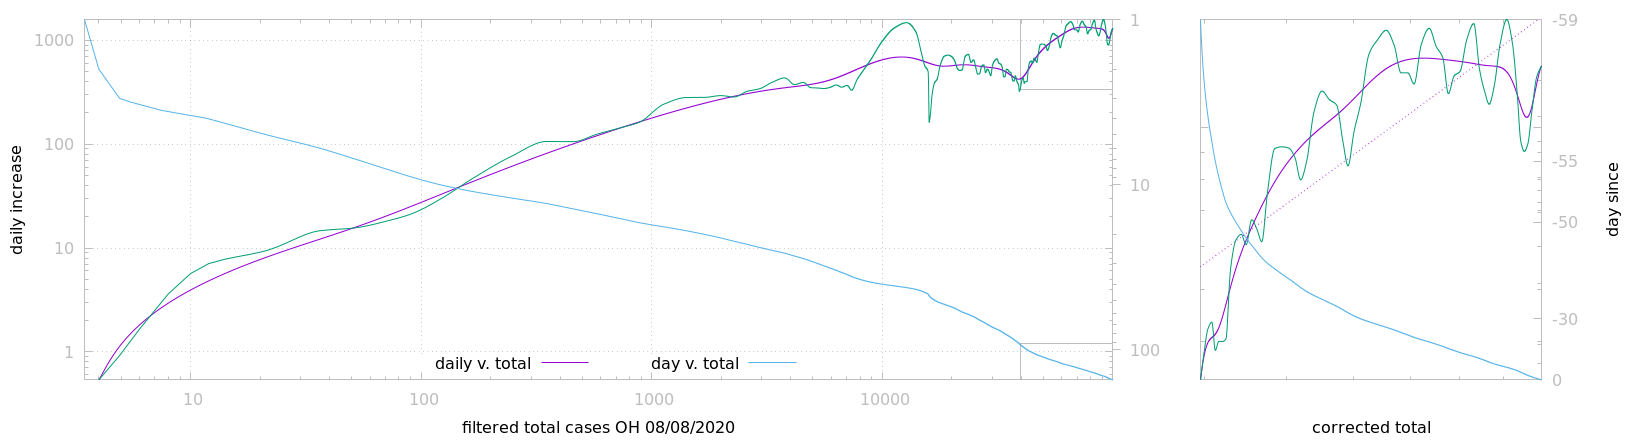 1000
100
10
1
daily increase
daily v. total
day v. total
10
100
1000
10000
filtered total cases OH 08/08/2020
1
10
100
-59
-55
-50
-30
0
day since
corrected total